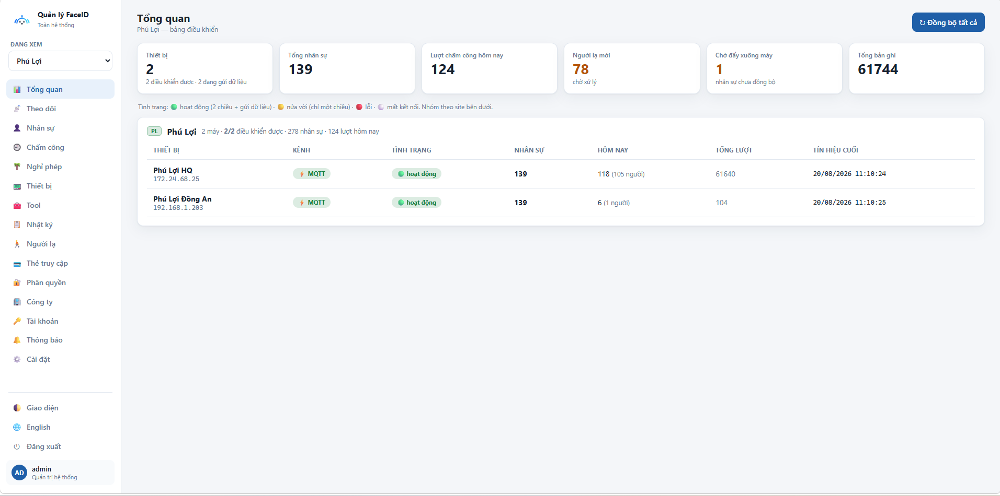 Quản lý FaceID
Toàn hệ thống
ĐANG XEM
Phú Lợi
Tổng quan
Theo dõi
Nhân sự
Chấm công
Nghỉ phép
Thiết bị
Tool
Nhật ký
Người lạ
Thẻ truy cập
Phân quyền
Công ty
Tài khoản
Thông báo
Cài đặt
Giao diện
English
Đăng xuất
AD
admin
Quản trị hệ thống
Tổng quan
Phú Lợi — bảng điều khiển
↻ Đồng bộ tất cả
Thiết bị
2
2 điều khiển được · 2 đang gửi dữ liệu
Tổng nhân sự
139
Lượt chấm công hôm nay
124
Người lạ mới
78
chờ xử lý
Chờ đẩy xuống máy
1
nhân sự chưa đồng bộ
Tổng bản ghi
61744
Tình trạng: hoạt động (2 chiều + gửi dữ liệu) · nửa vời (chỉ một chiều) · lỗi · mất kết nối. Nhóm theo site bên dưới.
PL Phú Lợi 2 máy · 2/2 điều khiển được · 278 nhân sự · 124 lượt hôm nay
THIẾT BỊ KÊNH TÌNH TRẠNG NHÂN SỰ HÔM NAY TỔNG LƯỢT TÍN HIỆU CUỐI
Phú Lợi HQ MQTT hoạt động 139 118 (105 người) 61640 20/08/2026 11:10:24
172.24.68.25
Phú Lợi Đồng An MQTT hoạt động 139 6 (1 người) 104 20/08/2026 11:10:25
192.168.1.203